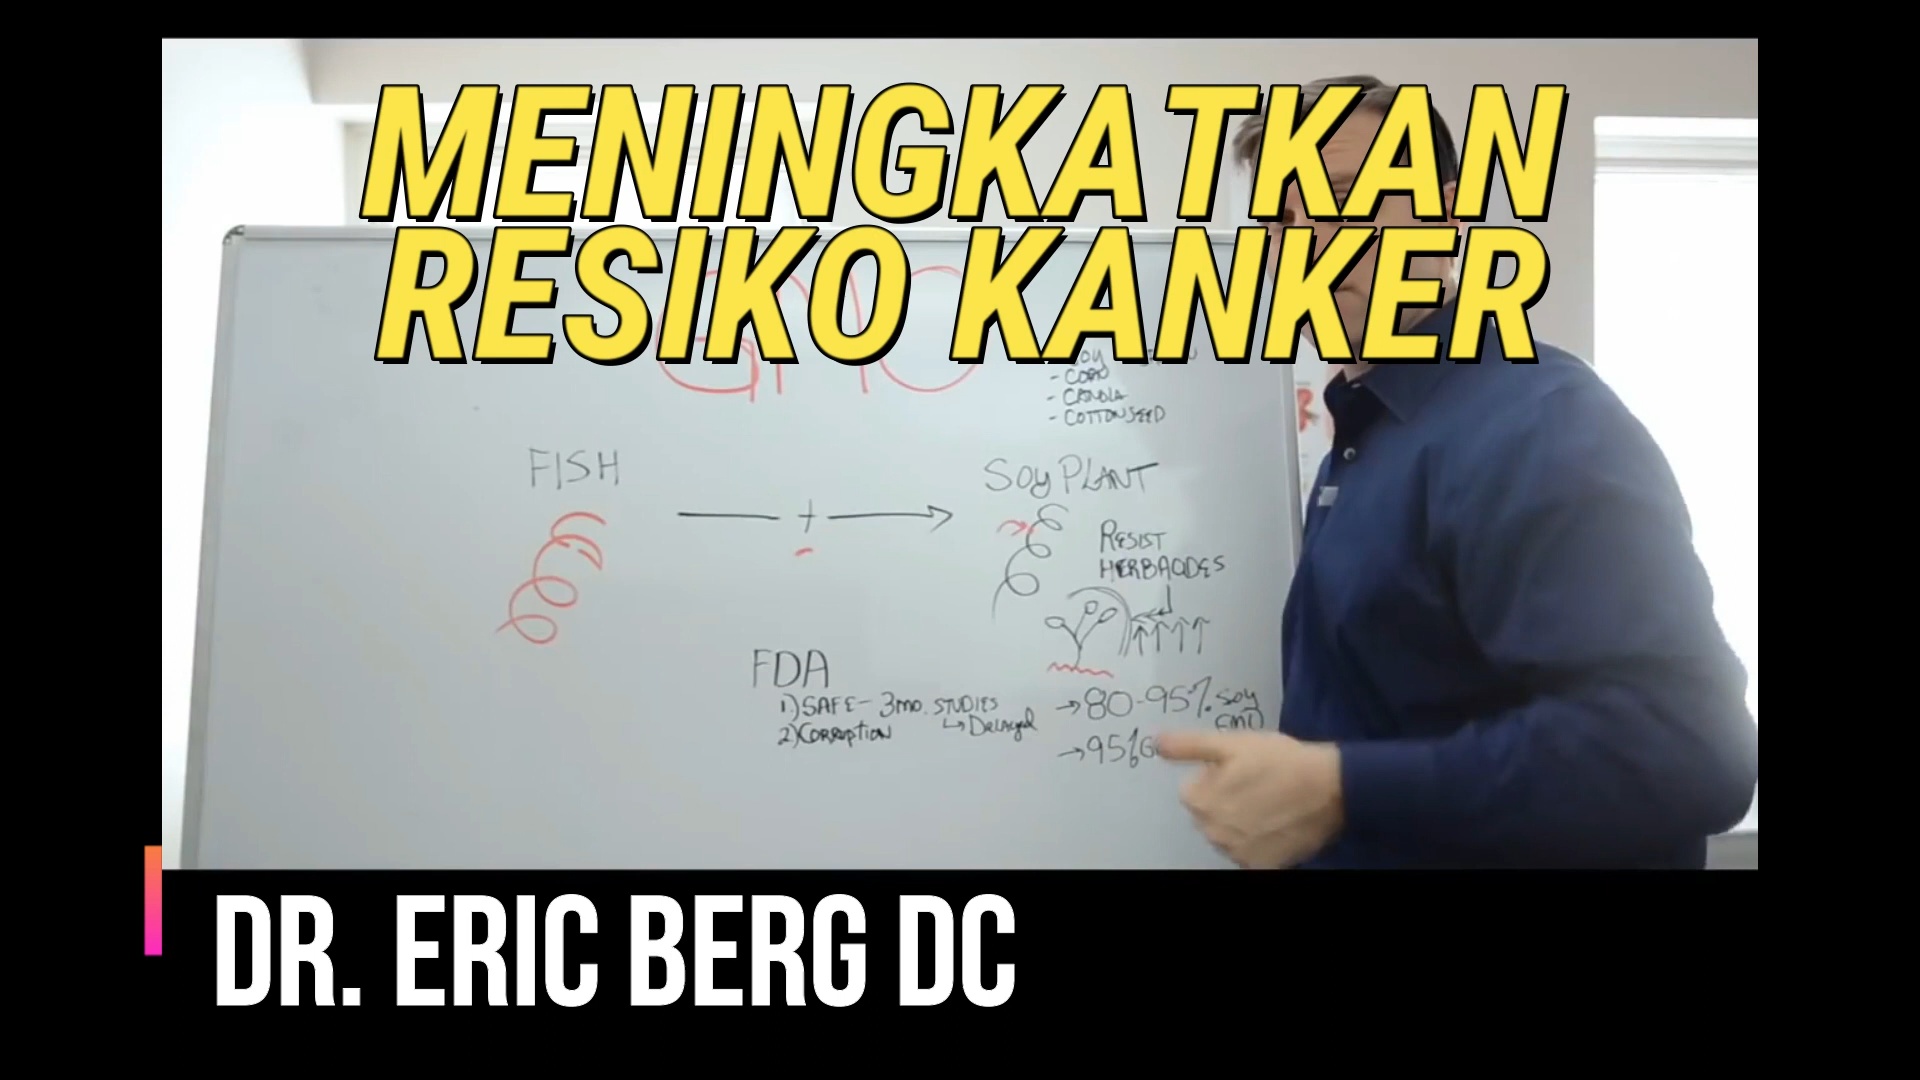 MENINGKATKAN
RESIKO KANKER
GMO
- CORN
- CANOLA
- COTTONSEED
FISH
SOY PLANT
RESIST
HERBACIDES
FDA
1) SAFE - 3mo. STUDIES
↳ DELAYED
2) CORRUPTION
→ 80-95% SOY
→ 95%
DR. ERIC BERG DC